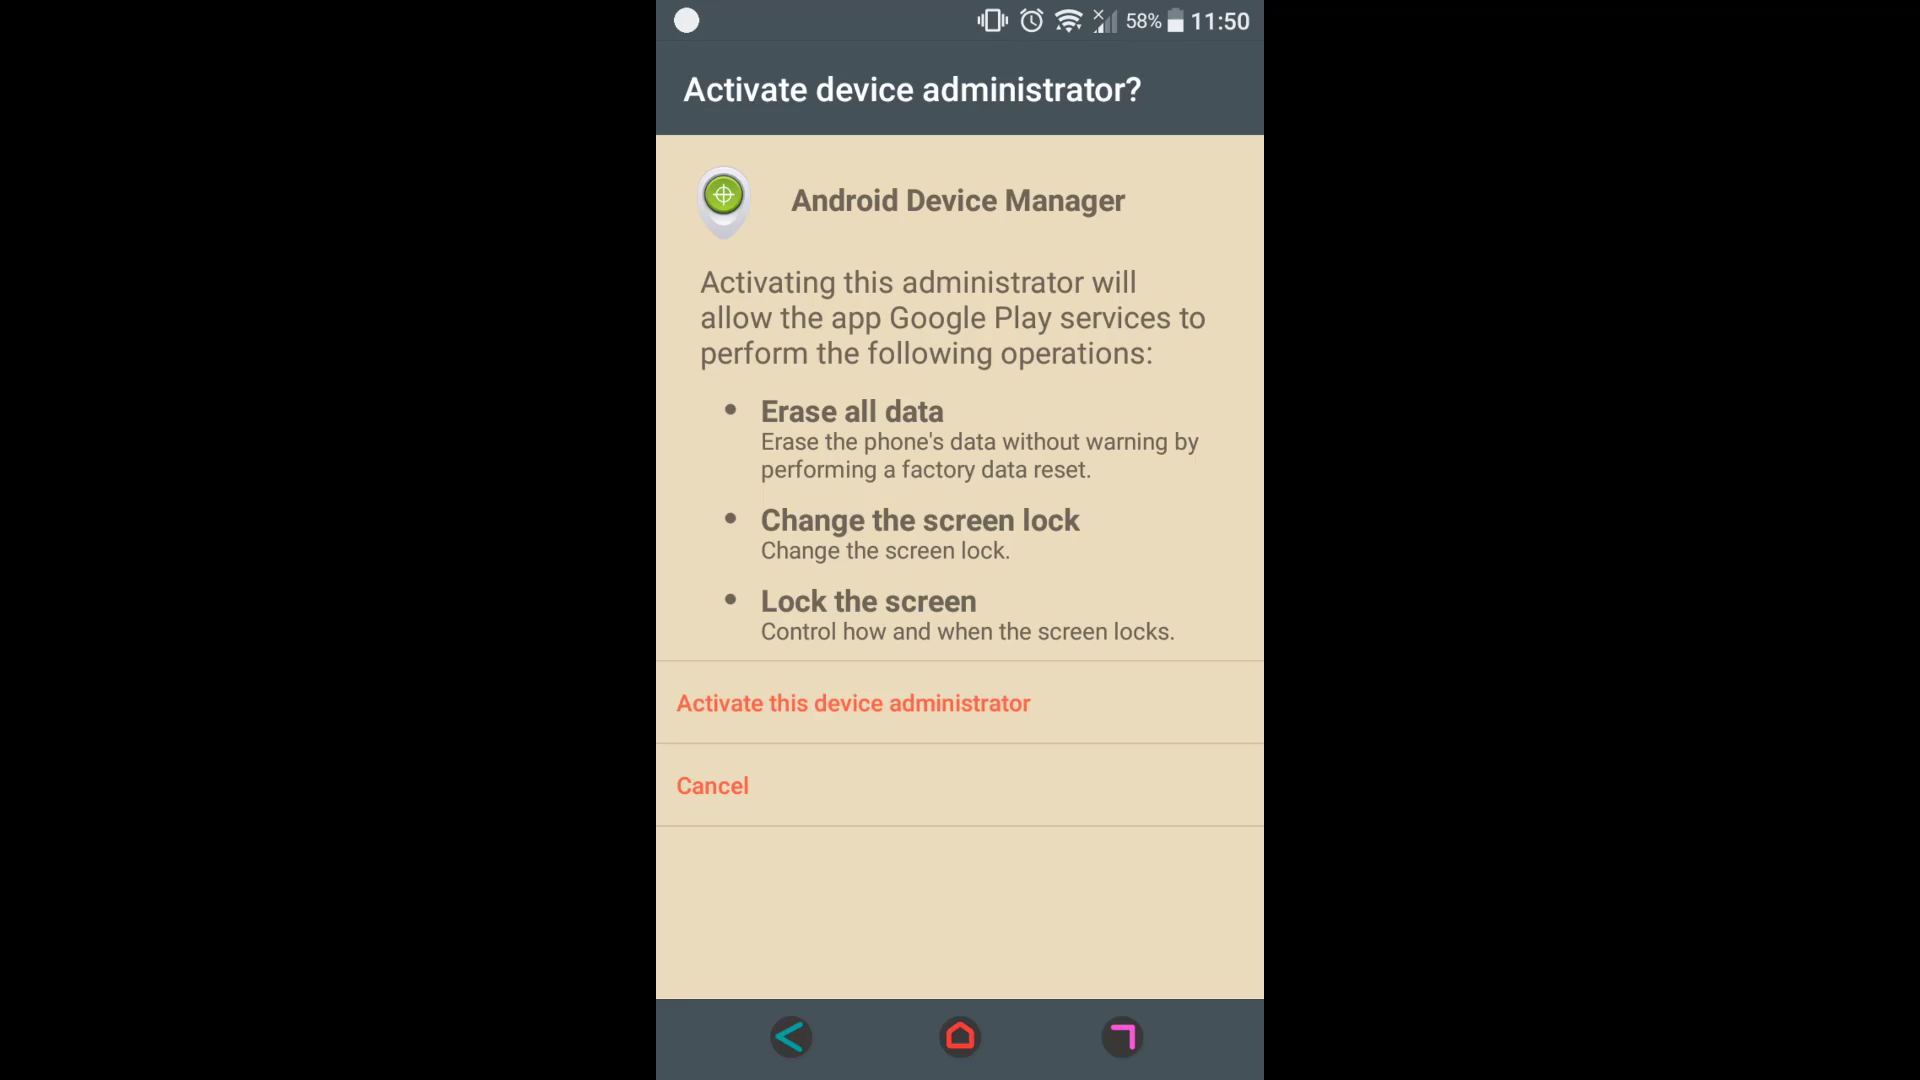 58% 11:50
Activate device administrator?
Android Device Manager
Activating this administrator will
allow the app Google Play services to
perform the following operations:
• Erase all data
Erase the phone's data without warning by
performing a factory data reset.
• Change the screen lock
Change the screen lock.
• Lock the screen
Control how and when the screen locks.
Activate this device administrator
Cancel